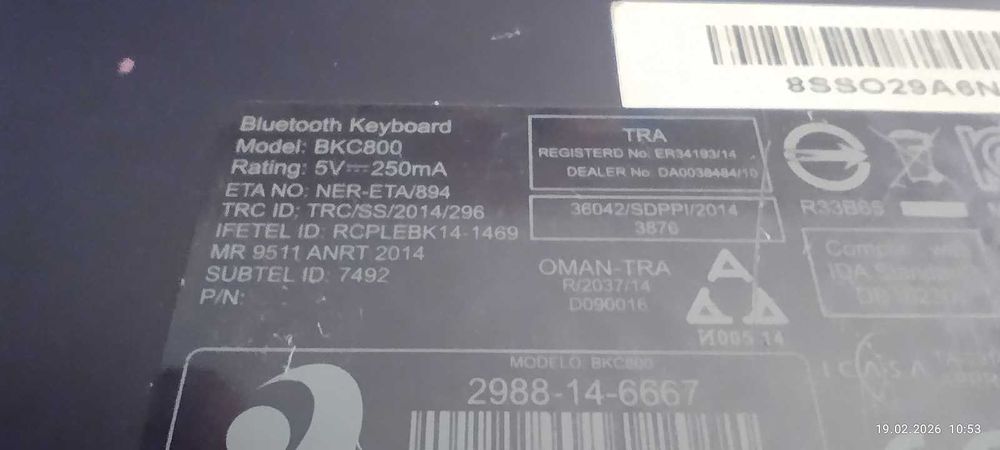 8SSO29A6N
Bluetooth Keyboard
Model: BKC800
Rating: 5V⎓250mA
ETA NO: NER-ETA/894
TRC ID: TRC/SS/2014/296
IFETEL ID: RCPLEBK14-1469
MR 9511 ANRT 2014
SUBTEL ID: 7492
P/N:
TRA
REGISTERD No: ER34193/14
DEALER No: DA0038484/10
36042/SDPPI/2014
3876
OMAN-TRA
R/2037/14
D090016
И005 14
IDA
ICASA
MODELO: BKC800
2988-14-6667
19.02.2026 10:53